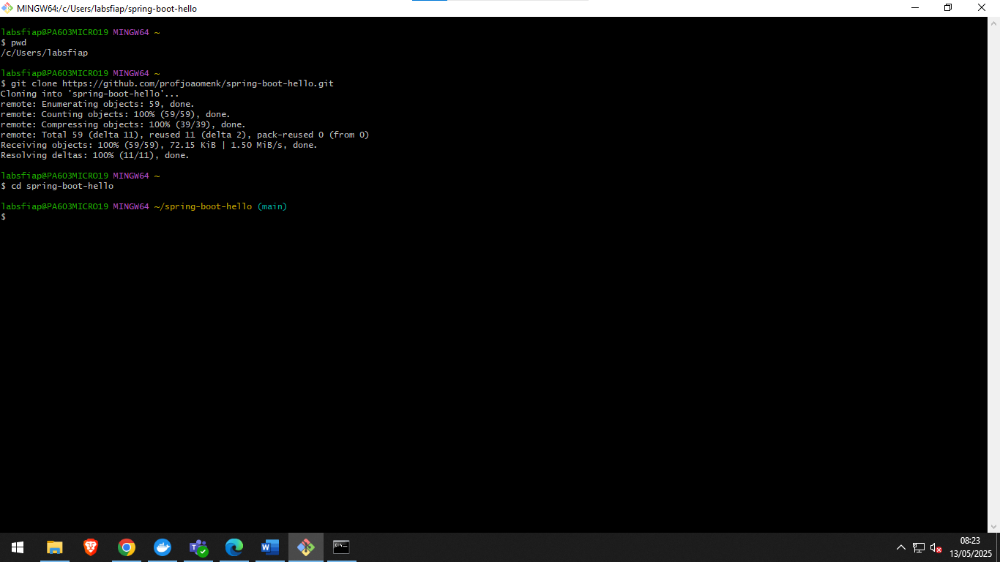 MINGW64:/c/Users/labsfiap/spring-boot-hello
labsfiap@PA603MICRO19 MINGW64 ~
$ pwd
/c/Users/labsfiap
labsfiap@PA603MICRO19 MINGW64 ~
$ git clone https://github.com/profjoaomenk/spring-boot-hello.git
Cloning into 'spring-boot-hello'...
remote: Enumerating objects: 59, done.
remote: Counting objects: 100% (59/59), done.
remote: Compressing objects: 100% (39/39), done.
remote: Total 59 (delta 11), reused 11 (delta 2), pack-reused 0 (from 0)
Receiving objects: 100% (59/59), 72.15 KiB | 1.50 MiB/s, done.
Resolving deltas: 100% (11/11), done.
labsfiap@PA603MICRO19 MINGW64 ~
$ cd spring-boot-hello
labsfiap@PA603MICRO19 MINGW64 ~/spring-boot-hello (main)
$
08:23
13/05/2025